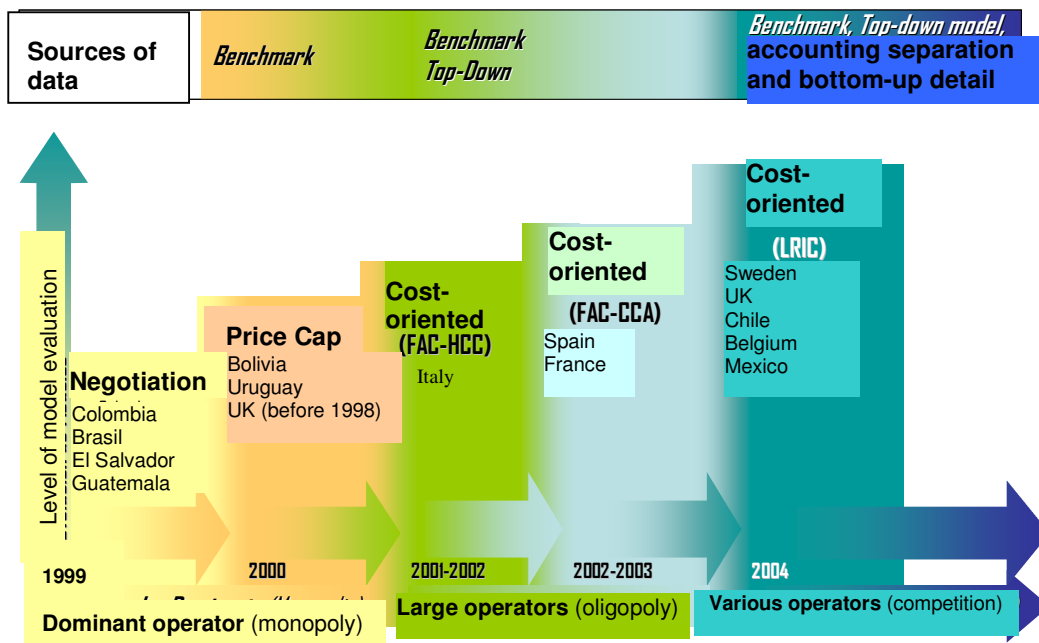 Sources of
data
Benchmark
Benchmark
Top-Down
Benchmark, Top-down model,
accounting separation
and bottom-up detail
Level of model evaluation
Negotiation
Colombia
Brasil
El Salvador
Guatemala
Price Cap
Bolivia
Uruguay
UK (before 1998)
Cost-
oriented
(FAC-HCC)
Italy
Cost-
oriented
(FAC-CCA)
Spain
France
Cost-
oriented
(LRIC)
Sweden
UK
Chile
Belgium
Mexico
1999
2000
2001-2002
2002-2003
2004
Dominant operator (monopoly)
Large operators (oligopoly)
Various operators (competition)